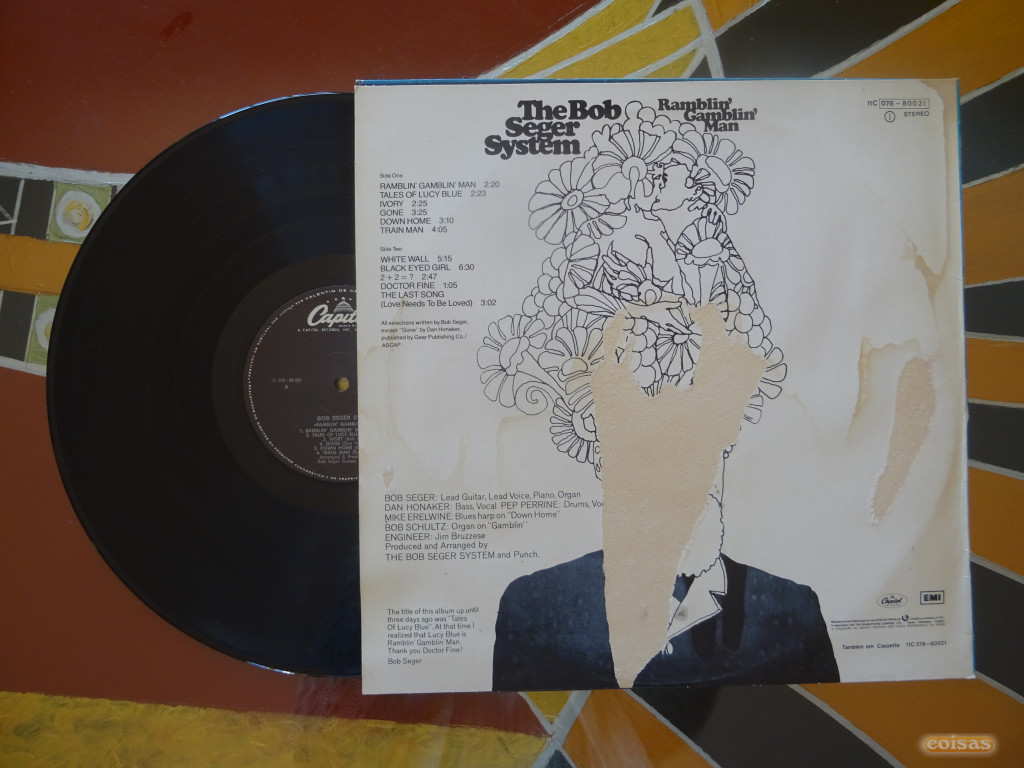 The Bob
Seger
System
Ramblin'
Gamblin'
Man
11C 076-80021
STEREO
Side One
RAMBLIN' GAMBLIN' MAN 2:20
TALES OF LUCY BLUE 2:23
IVORY 2:25
GONE 3:25
DOWN HOME 3:10
TRAIN MAN 4:05
Side Two
WHITE WALL 5:15
BLACK EYED GIRL 6:30
2 + 2 = ? 2:47
DOCTOR FINE 1:05
THE LAST SONG
(Love Needs To Be Loved) 3:02
All selections written by Bob Seger,
except "Gone" by Dan Honaker,
published by Gear Publishing Co./
ASCAP
BOB SEGER: Lead Guitar, Lead Voice, Piano, Organ
DAN HONAKER: Bass, Vocal PEP PERRINE: Drums,
MIKE ERELWINE: Blues harp on "Down Home"
BOB SCHULTZ: Organ on "Gamblin'"
ENGINEER: Jim Bruzzese
Produced and Arranged by
THE BOB SEGER SYSTEM and Punch.
The title of this album up until
three days ago was "Tales
Of Lucy Blue". At that time I
realized that Lucy Blue is
Ramblin' Gamblin' Man.
Thank you Doctor Fine!
Bob Seger
Capitol
EMI
Também em Cassette 11C 276-80021
VALENTIM DE
BOB SEGER
coisas